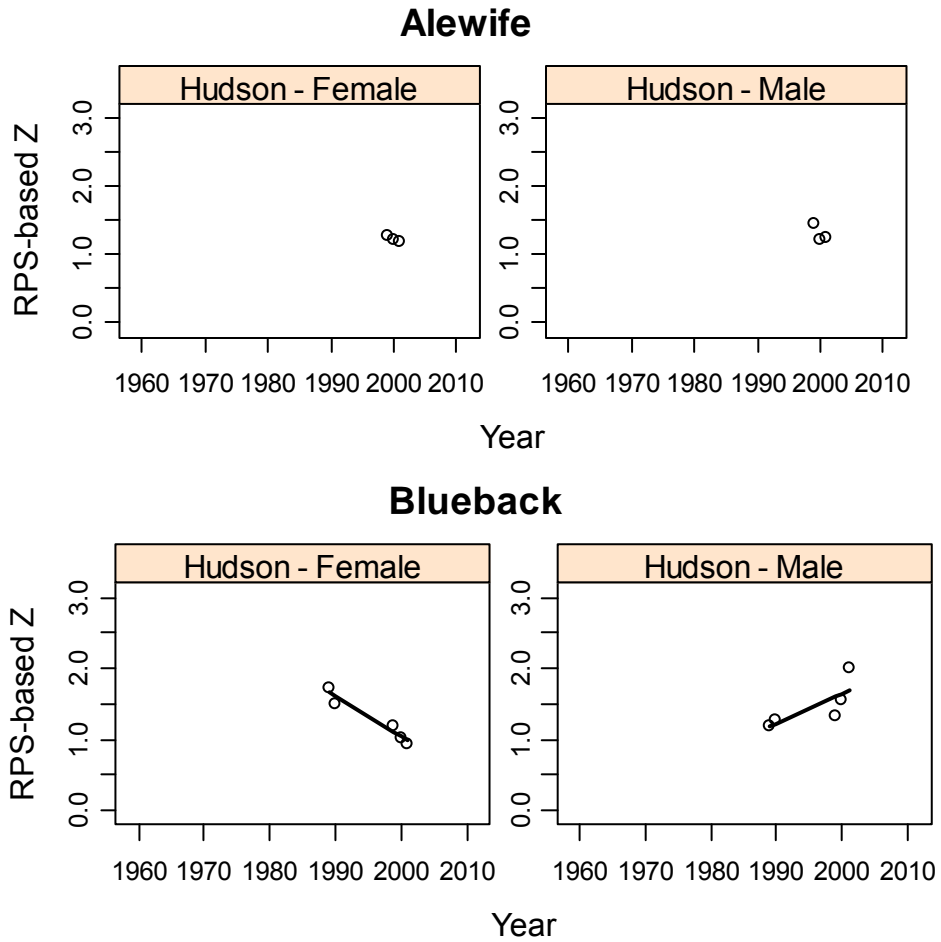 Alewife
Hudson - Female Hudson - Male
RPS-based Z
3.0 3.0
2.0 2.0
1.0 1.0
0.0 0.0
1960 1970 1980 1990 2000 2010 1960 1970 1980 1990 2000 2010
Year
Blueback
Hudson - Female Hudson - Male
RPS-based Z
3.0 3.0
2.0 2.0
1.0 1.0
0.0 0.0
1960 1970 1980 1990 2000 2010 1960 1970 1980 1990 2000 2010
Year